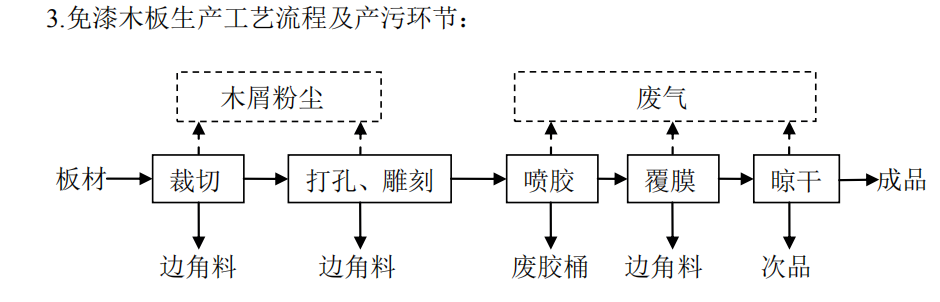 3.免漆木板生产工艺流程及产污环节：
木屑粉尘 废气
板材 裁切 打孔、雕刻 喷胶 覆膜 晾干 成品
边角料 边角料 废胶桶 边角料 次品